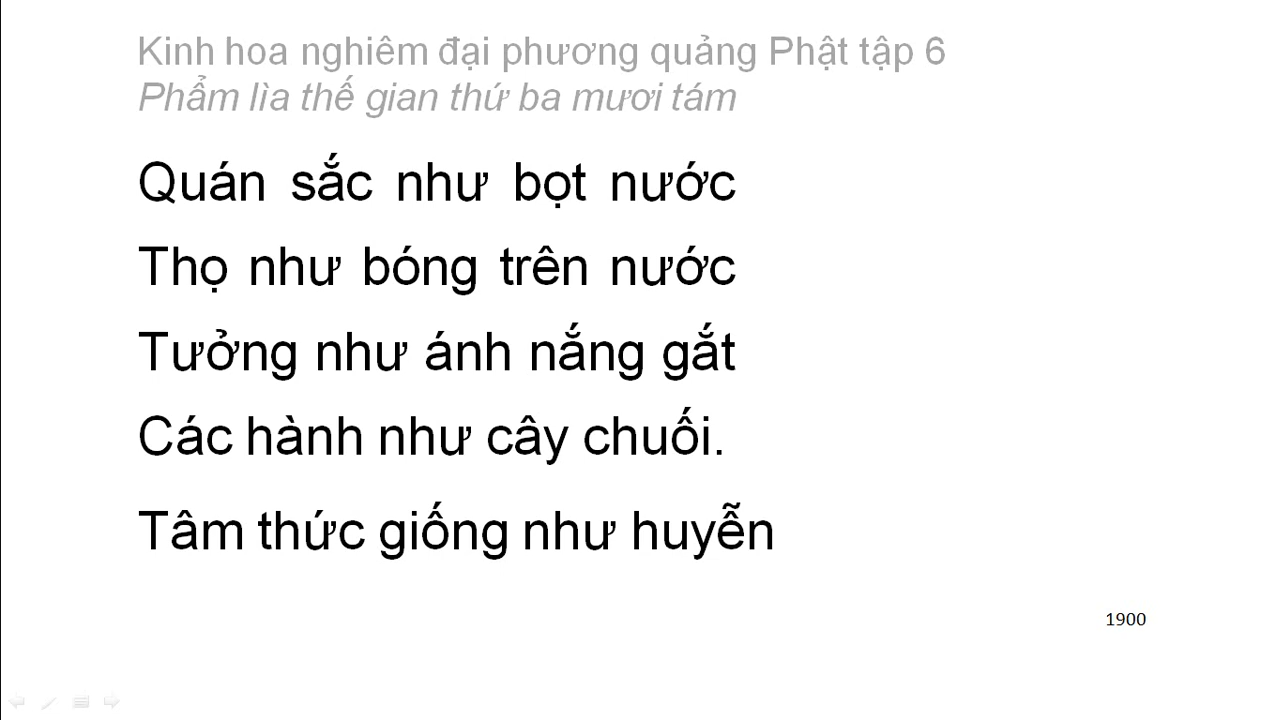 Kinh hoa nghiêm đại phương quảng Phật tập 6
Phẩm lìa thế gian thứ ba mươi tám
Quán sắc như bọt nước
Thọ như bóng trên nước
Tưởng như ánh nắng gắt
Các hành như cây chuối.
Tâm thức giống như huyễn
1900